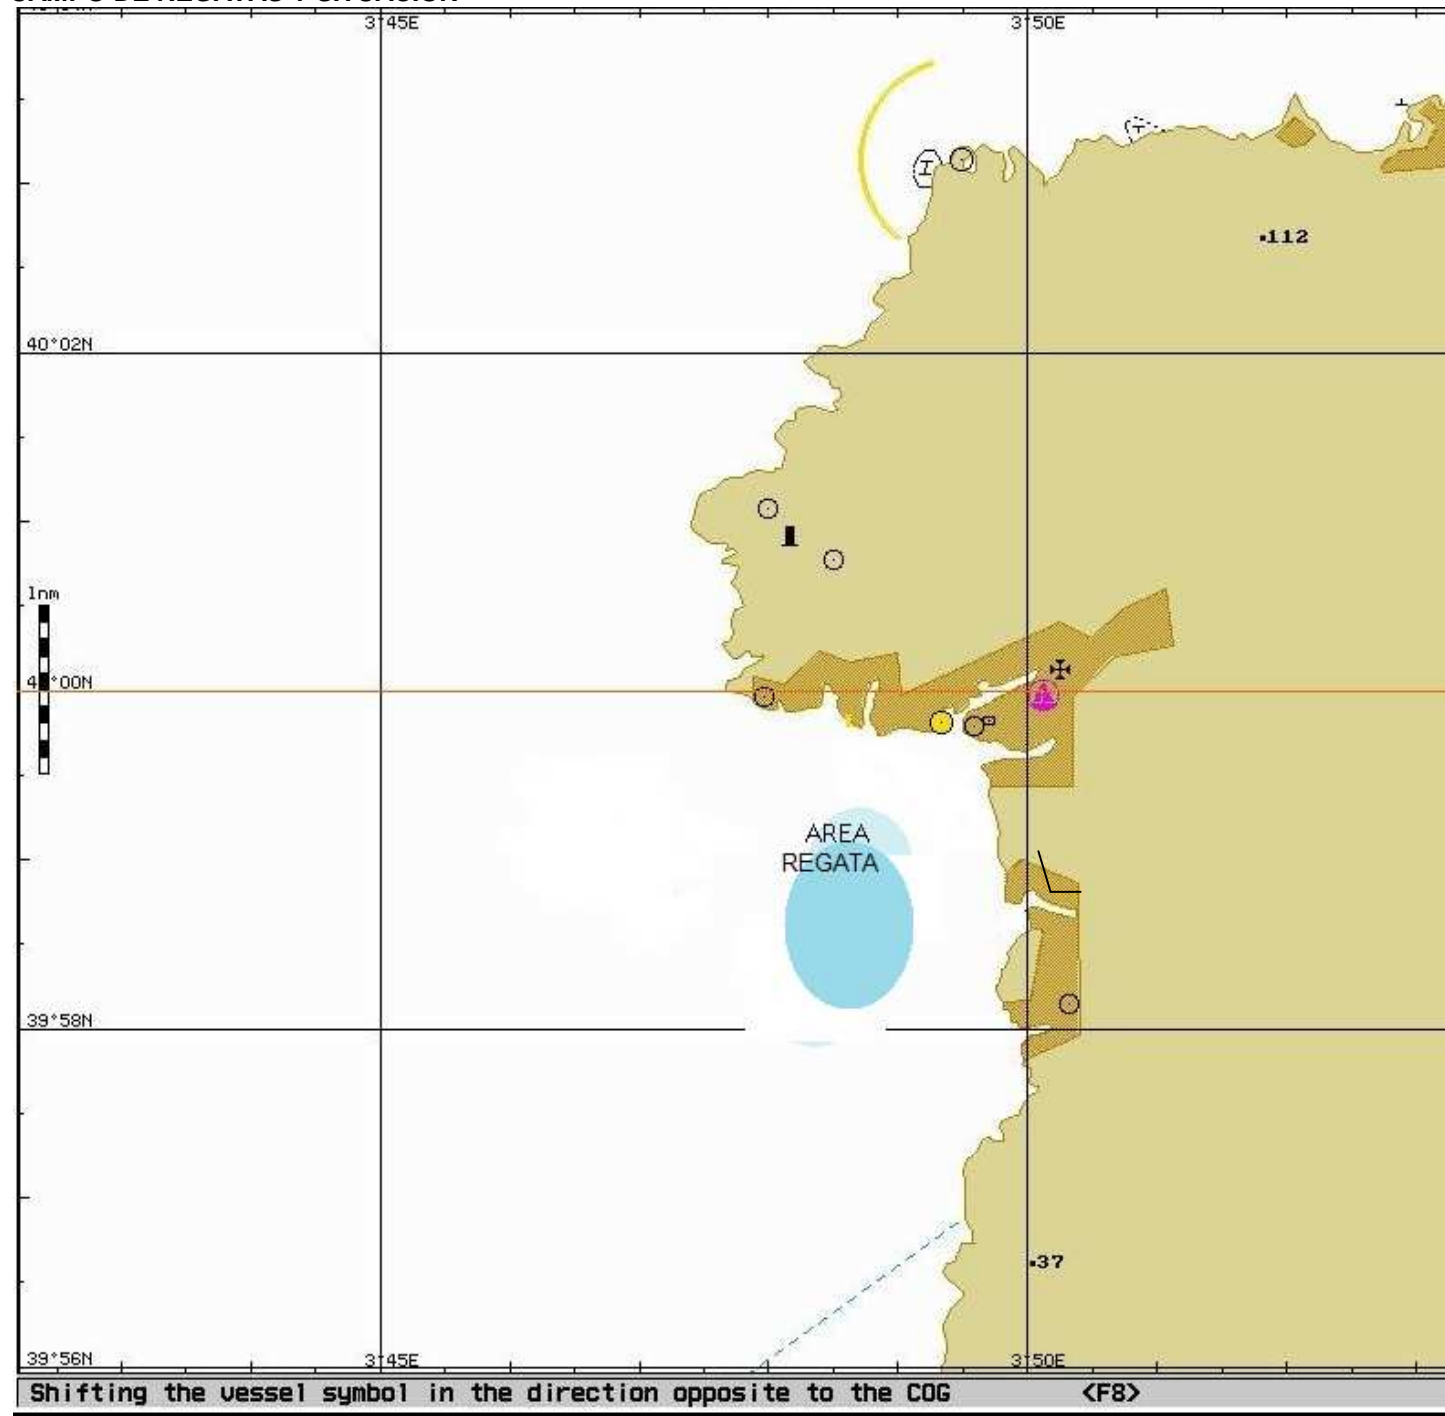 3°45E 3°50E
112
40°02N
1nm
00N
AREA
REGATA
39°58N
37
39°56N
3°45E 3°50E
Shifting the vessel symbol in the direction opposite to the COG <F8>